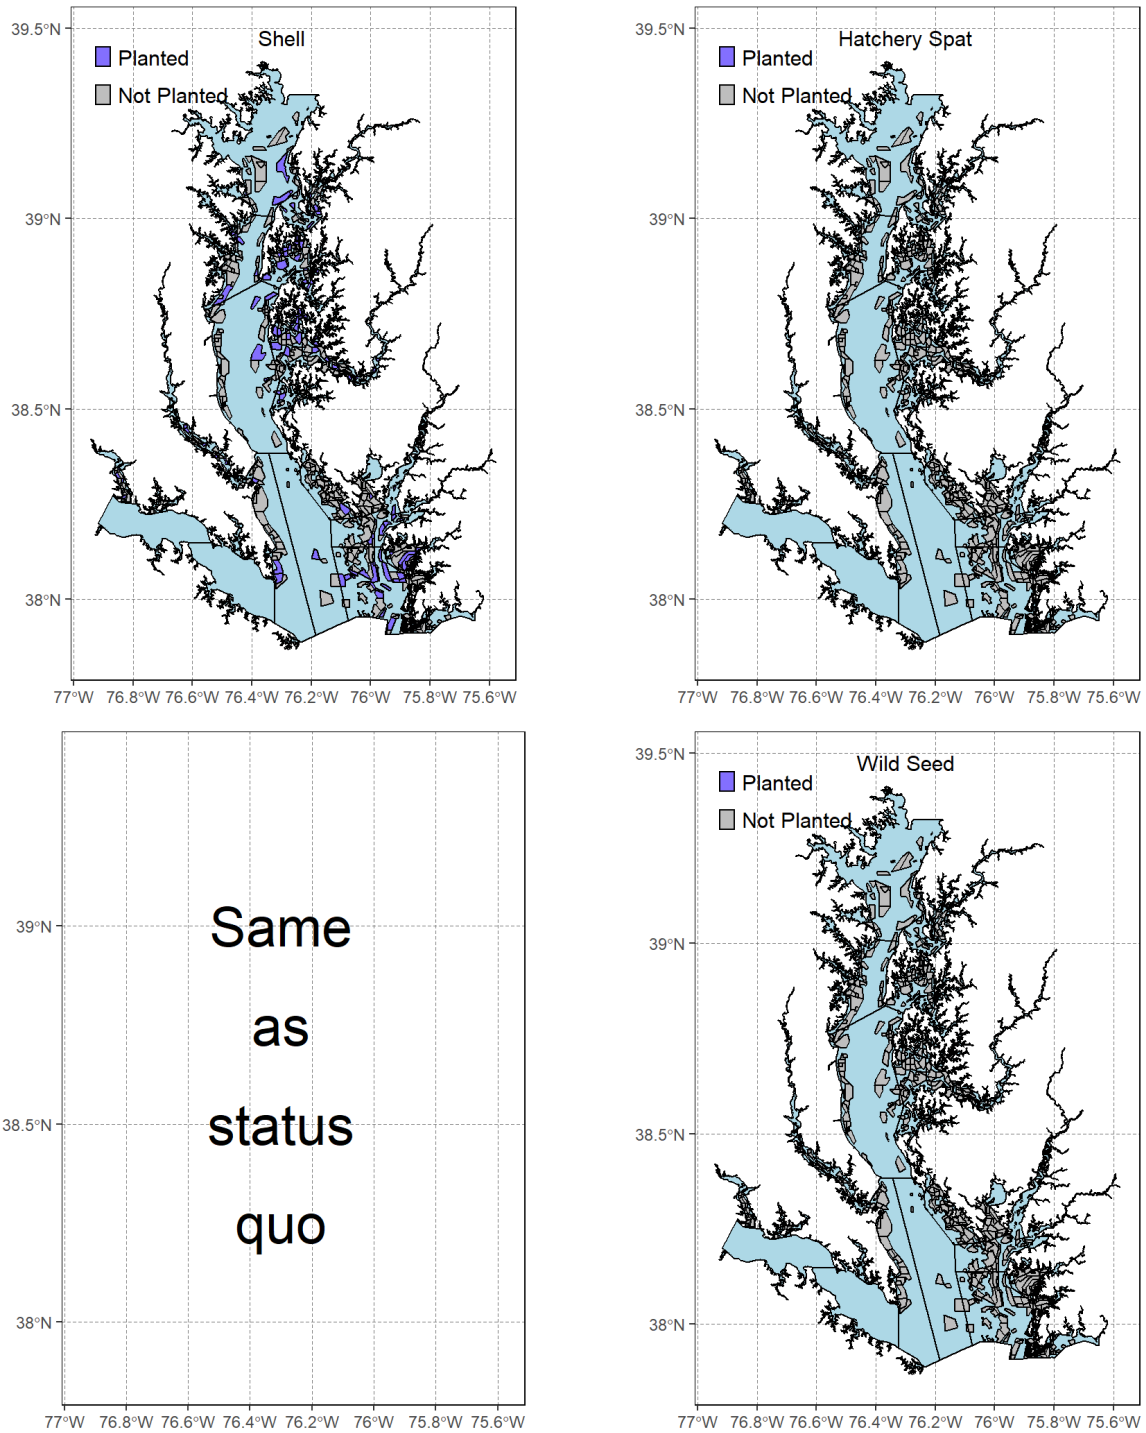 Shell
Planted
Not Planted
39.5°N
39°N
38.5°N
38°N
77°W 76.8°W 76.6°W 76.4°W 76.2°W 76°W 75.8°W 75.6°W
Hatchery Spat
Planted
Not Planted
39.5°N
39°N
38.5°N
38°N
77°W 76.8°W 76.6°W 76.4°W 76.2°W 76°W 75.8°W 75.6°W
Same
as
status
quo
39°N
38.5°N
38°N
77°W 76.8°W 76.6°W 76.4°W 76.2°W 76°W 75.8°W 75.6°W
Wild Seed
Planted
Not Planted
39.5°N
39°N
38.5°N
38°N
77°W 76.8°W 76.6°W 76.4°W 76.2°W 76°W 75.8°W 75.6°W